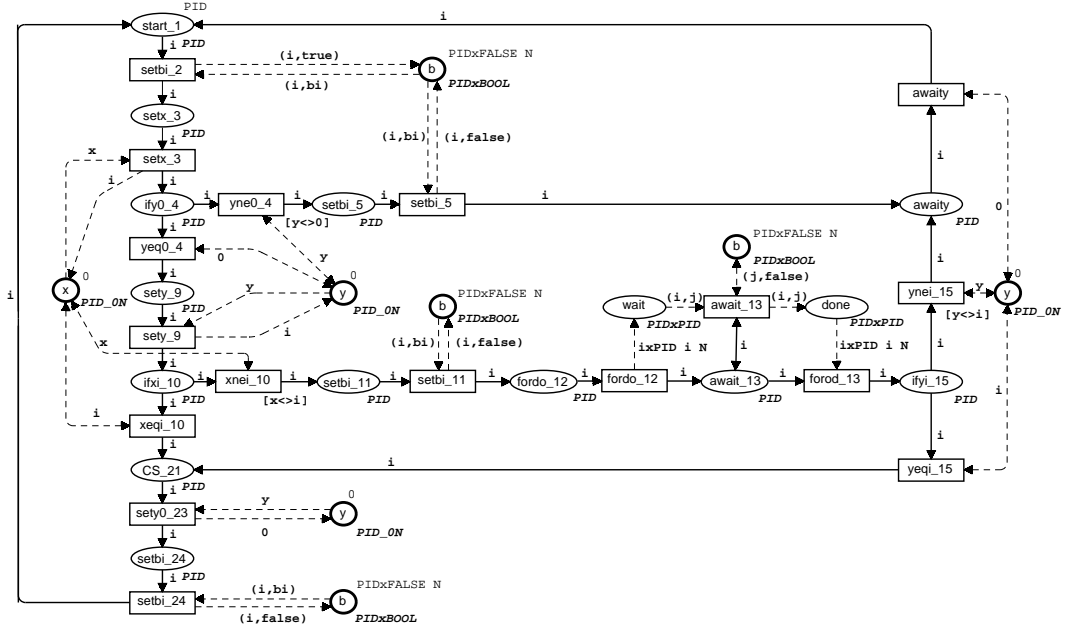 PID
start_1
i
i
i PID
(i,true)
PIDxFALSE N
setbi_2
b
(i,bi)
PIDxBOOL
i
awaity
setx_3
PID
i
(i,bi)
(i,false)
x
setx_3
i
i
i
ify0_4
i
yne0_4
i
setbi_5
i
setbi_5
i
awaity
i PID
[y<>0]
PID
PID
0
yeq0_4
0
y
PIDxFALSE N
b
i
PIDxBOOL
i
0
0
(j,false)
0
x
sety_9
y
y
PIDxFALSE N
wait
(i,j)
await_13
(i,j)
done
ynei_15
y
y
PID_0N
i PID
PID_0N
b
PIDxPID
PIDxPID
[y<>i]
PID_0N
i
sety_9
i
PIDxBOOL
x
(i,bi)
(i,false)
ixPID i N
i
ixPID i N
i
i
ifxi_10
i
xnei_10
i
setbi_11
i
setbi_11
i
fordo_12
i
fordo_12
i
await_13
i
forod_13
i
ifyi_15
i PID
[x<>i]
PID
PID
PID
PID
i
i
xeqi_10
i
i
i
CS_21
yeqi_15
i PID
0
y
sety0_23
y
0
PID_0N
i
setbi_24
i PID
(i,bi)
PIDxFALSE N
setbi_24
b
(i,false)
PIDxBOOL